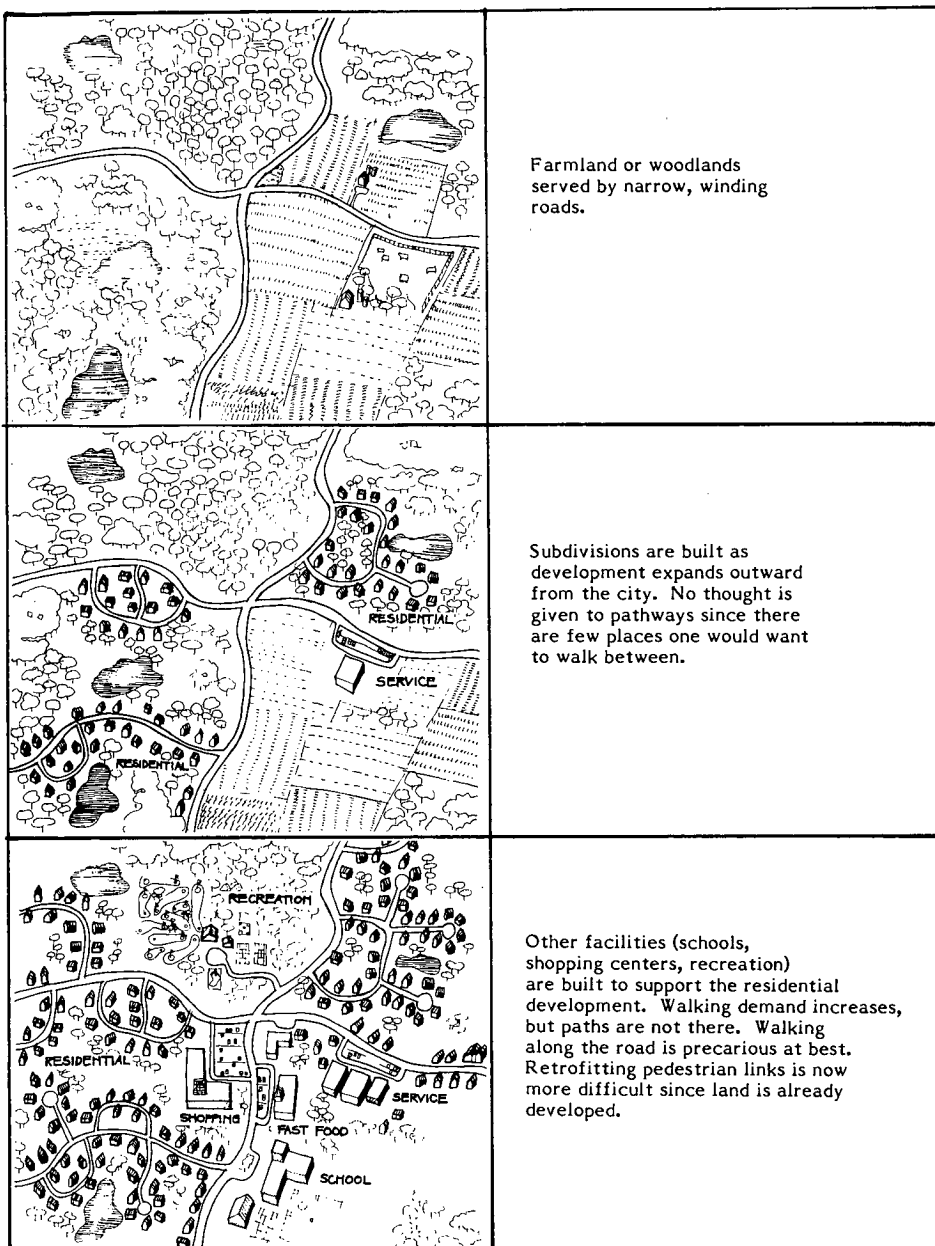 Farmland or woodlands
served by narrow, winding
roads.
RESIDENTIAL
SERVICE
RESIDENTIAL
Subdivisions are built as
development expands outward
from the city. No thought is
given to pathways since there
are few places one would want
to walk between.
RECREATION
RESIDENTIAL
SERVICE
SHOPPING
FAST FOOD
SCHOOL
Other facilities (schools,
shopping centers, recreation)
are built to support the residential
development. Walking demand increases,
but paths are not there. Walking
along the road is precarious at best.
Retrofitting pedestrian links is now
more difficult since land is already
developed.